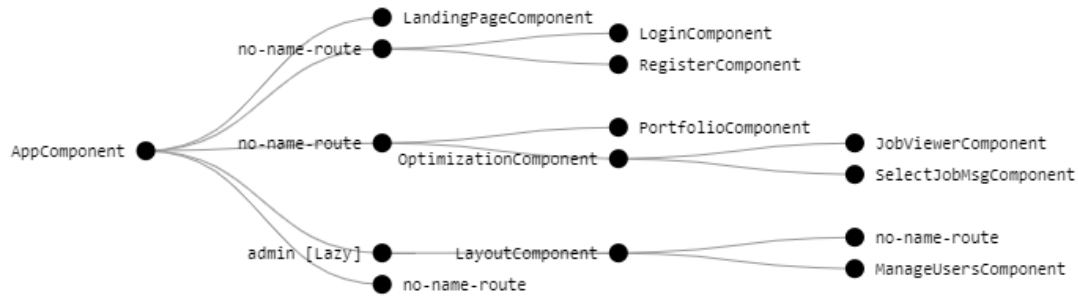 LandingPageComponent
LoginComponent
no-name-route
RegisterComponent
PortfolioComponent
AppComponent
no-name-route
JobViewerComponent
OptimizationComponent
SelectJobMsgComponent
no-name-route
admin [Lazy]
LayoutComponent
ManageUsersComponent
no-name-route